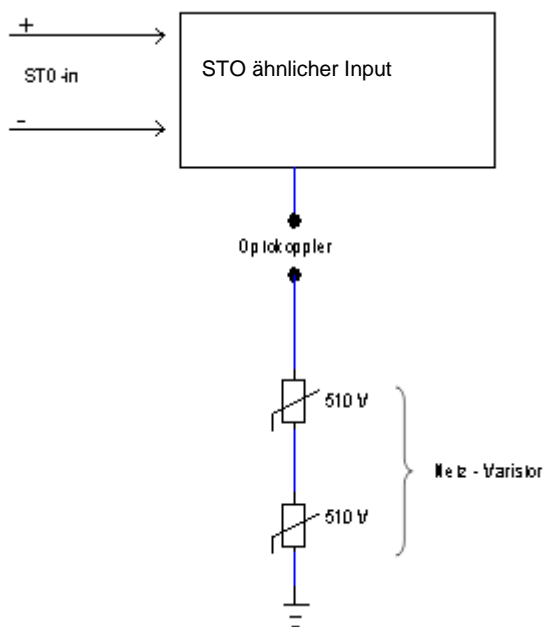 +
STO ähnlicher Input
STO-in
-
Optokoppler
510 V
Netz - Varistor
510 V